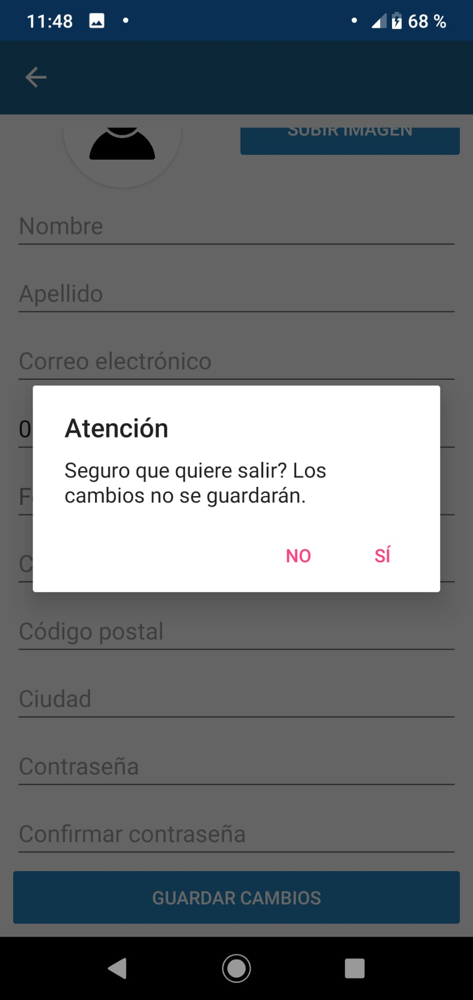 11:48 68 %
SUBIR IMAGEN
Nombre
Apellido
Correo electrónico
0
Atención
Seguro que quiere salir? Los
cambios no se guardarán.
F
NO SÍ
C
Código postal
Ciudad
Contraseña
Confirmar contraseña
GUARDAR CAMBIOS